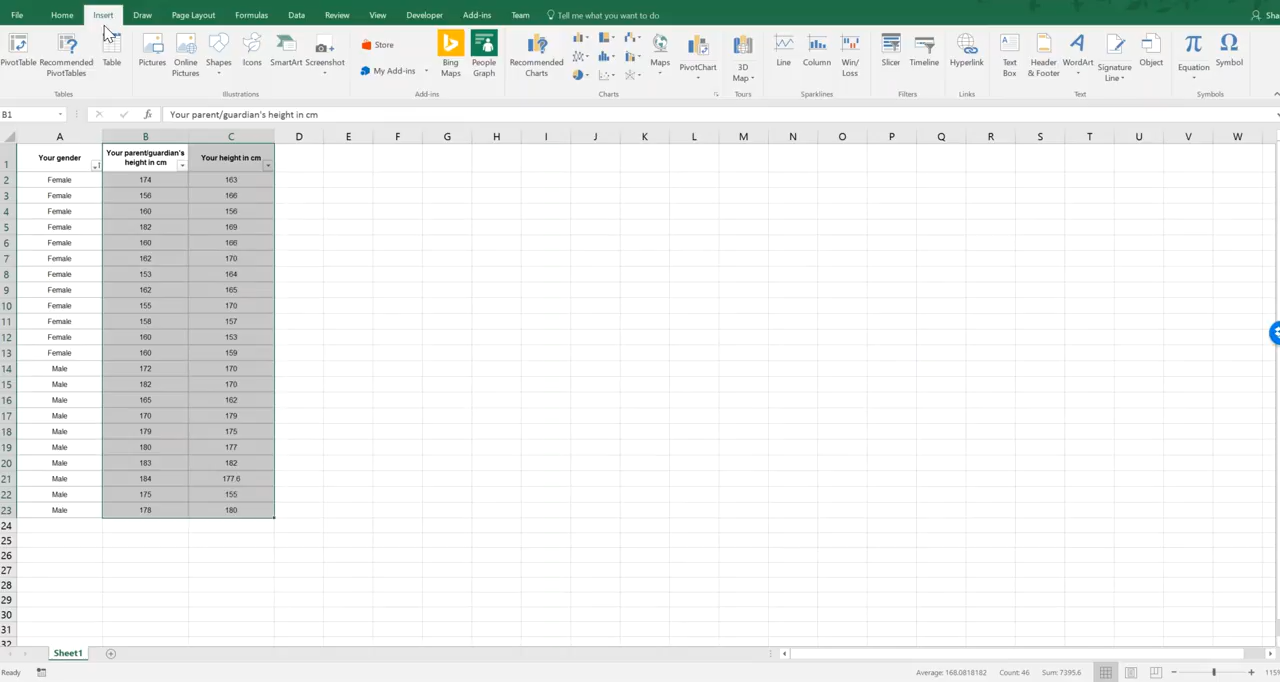 File Home Insert Draw Page Layout Formulas Data Review View Developer Add-ins Team Tell me what you want to do Sha
PivotTable Recommended PivotTables Table Pictures Online Pictures Shapes Icons SmartArt Screenshot Store My Add-ins Bing Maps People Graph Recommended Charts Maps PivotChart 3D Map Line Column Win/Loss Slicer Timeline Hyperlink Text Box Header & Footer WordArt Signature Line Object Equation Symbol
Tables Illustrations Add-ins Charts Tours Sparklines Filters Links Text Symbols
B1 fx Your parent/guardian's height in cm
A B C D E F G H I J K L M N O P Q R S T U V W
1 Your gender Your parent/guardian's height in cm Your height in cm
2 Female 174 163
3 Female 156 166
4 Female 160 156
5 Female 182 169
6 Female 160 166
7 Female 162 170
8 Female 153 164
9 Female 162 165
10 Female 155 170
11 Female 158 157
12 Female 160 153
13 Female 160 159
14 Male 172 170
15 Male 182 170
16 Male 165 162
17 Male 170 179
18 Male 179 175
19 Male 180 177
20 Male 183 182
21 Male 184 177.6
22 Male 175 155
23 Male 178 180
24
25
26
27
28
29
30
31
32
Sheet1
Ready Average: 168.0818182 Count: 46 Sum: 7395.6 115